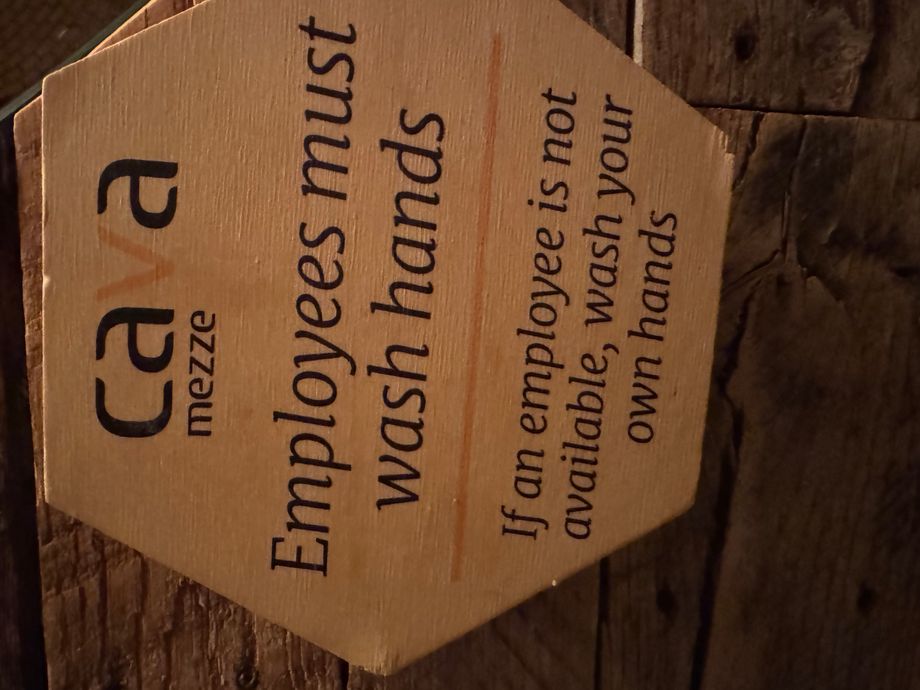 cava
mezze
Employees must
wash hands
If an employee is not
available, wash your
own hands